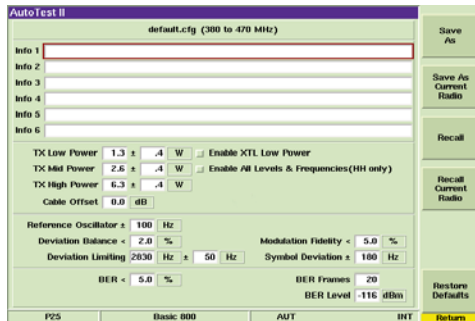 AutoTest II
default.cfg (380 to 470 MHz)
Info 1
Info 2
Info 3
Info 4
Info 5
Info 6
TX Low Power 1.3 ± .4 W Enable XTL Low Power
TX Mid Power 2.6 ± .4 W Enable All Levels & Frequencies(HH only)
TX High Power 6.3 ± .4 W
Cable Offset 0.0 dB
Reference Oscillator ± 100 Hz
Deviation Balance < 2.0 % Modulation Fidelity < 5.0 %
Deviation Limiting 2830 Hz ± 50 Hz Symbol Deviation ± 180 Hz
BER < 5.0 % BER Frames 20
BER Level -116 dBm
P25 Basic 800 AUT INT
Save
As
Save As
Current
Radio
Recall
Recall
Current
Radio
Restore
Defaults
Return